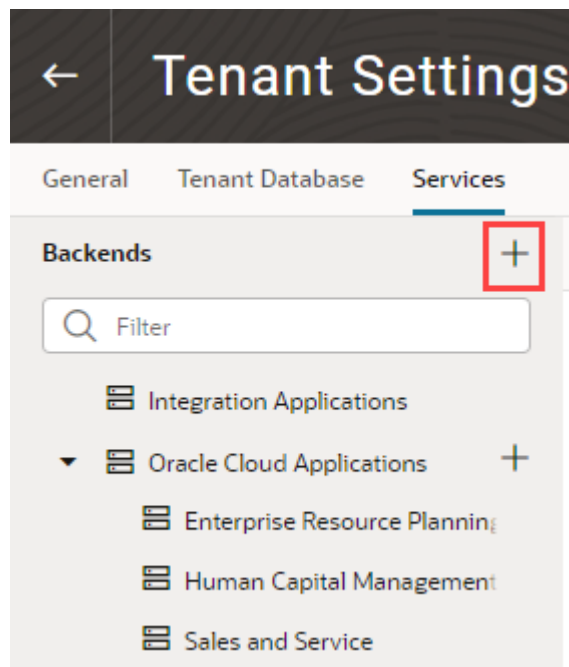 Tenant Settings
General Tenant Database Services
Backends
Filter
Integration Applications
Oracle Cloud Applications
Enterprise Resource Planning
Human Capital Management
Sales and Service